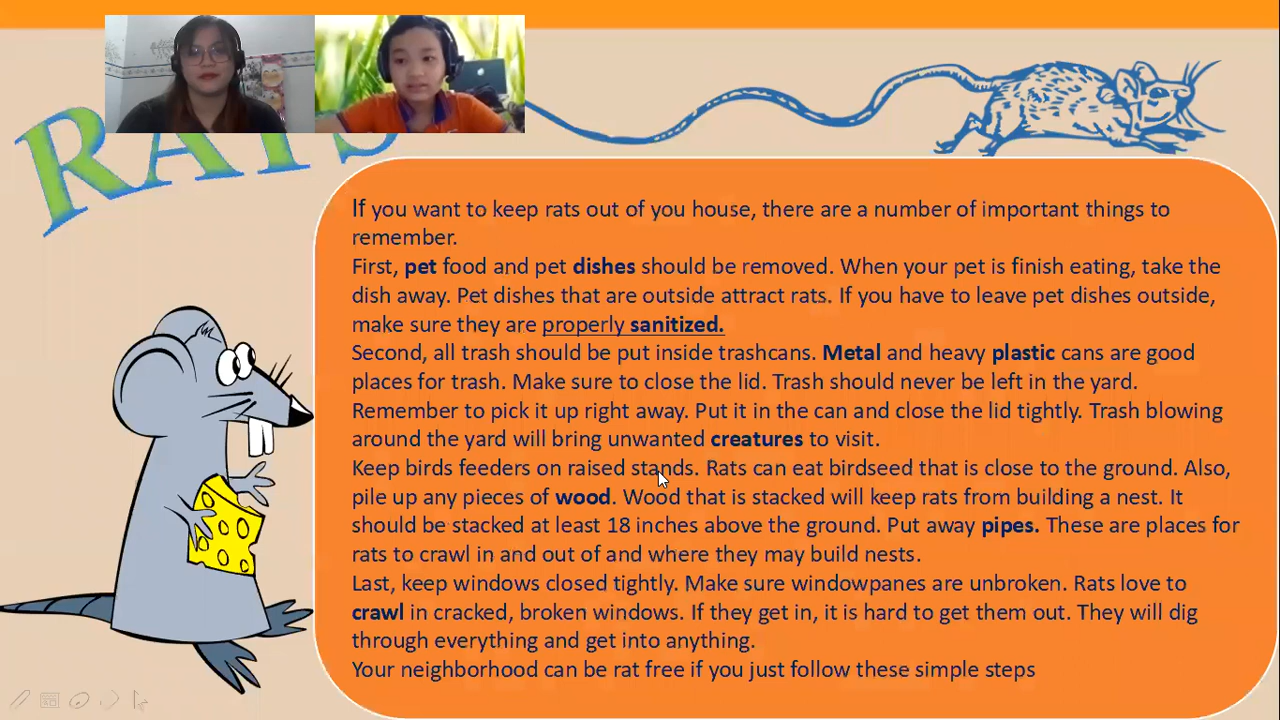 RATS
If you want to keep rats out of you house, there are a number of important things to
remember.
First, pet food and pet dishes should be removed. When your pet is finish eating, take the
dish away. Pet dishes that are outside attract rats. If you have to leave pet dishes outside,
make sure they are properly sanitized.
Second, all trash should be put inside trashcans. Metal and heavy plastic cans are good
places for trash. Make sure to close the lid. Trash should never be left in the yard.
Remember to pick it up right away. Put it in the can and close the lid tightly. Trash blowing
around the yard will bring unwanted creatures to visit.
Keep birds feeders on raised stands. Rats can eat birdseed that is close to the ground. Also,
pile up any pieces of wood. Wood that is stacked will keep rats from building a nest. It
should be stacked at least 18 inches above the ground. Put away pipes. These are places for
rats to crawl in and out of and where they may build nests.
Last, keep windows closed tightly. Make sure windowpanes are unbroken. Rats love to
crawl in cracked, broken windows. If they get in, it is hard to get them out. They will dig
through everything and get into anything.
Your neighborhood can be rat free if you just follow these simple steps